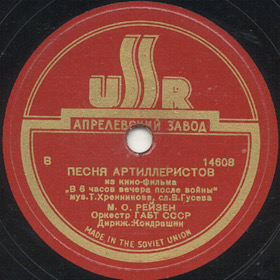 USSR
АПРЕЛЕВСКИЙ ЗАВОД
В 14608
ПЕСНЯ АРТИЛЛЕРИСТОВ
из кино-фильма
„В 6 часов вечера после войны"
муз. Т. Хренникова, сл. В. Гусева
М. О. РЕЙЗЕН
Оркестр ГАБТ СССР
Дириж. Кондрашин
MADE IN THE SOVIET UNION